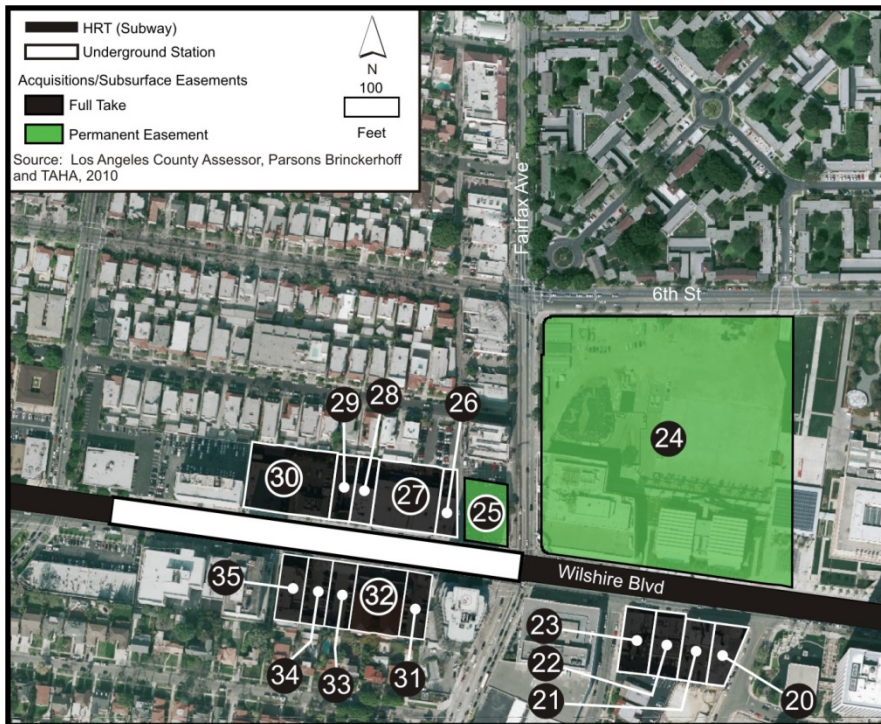 HRT (Subway)
Underground Station
Acquisitions/Subsurface Easements
Full Take
Permanent Easement
N
100
Feet
Source: Los Angeles County Assessor, Parsons Brinckerhoff
and TAHA, 2010
Fairfax Ave
6th St
29
28
26
24
30
27
25
Wilshire Blvd
35
32
34
33
31
23
22
21
20